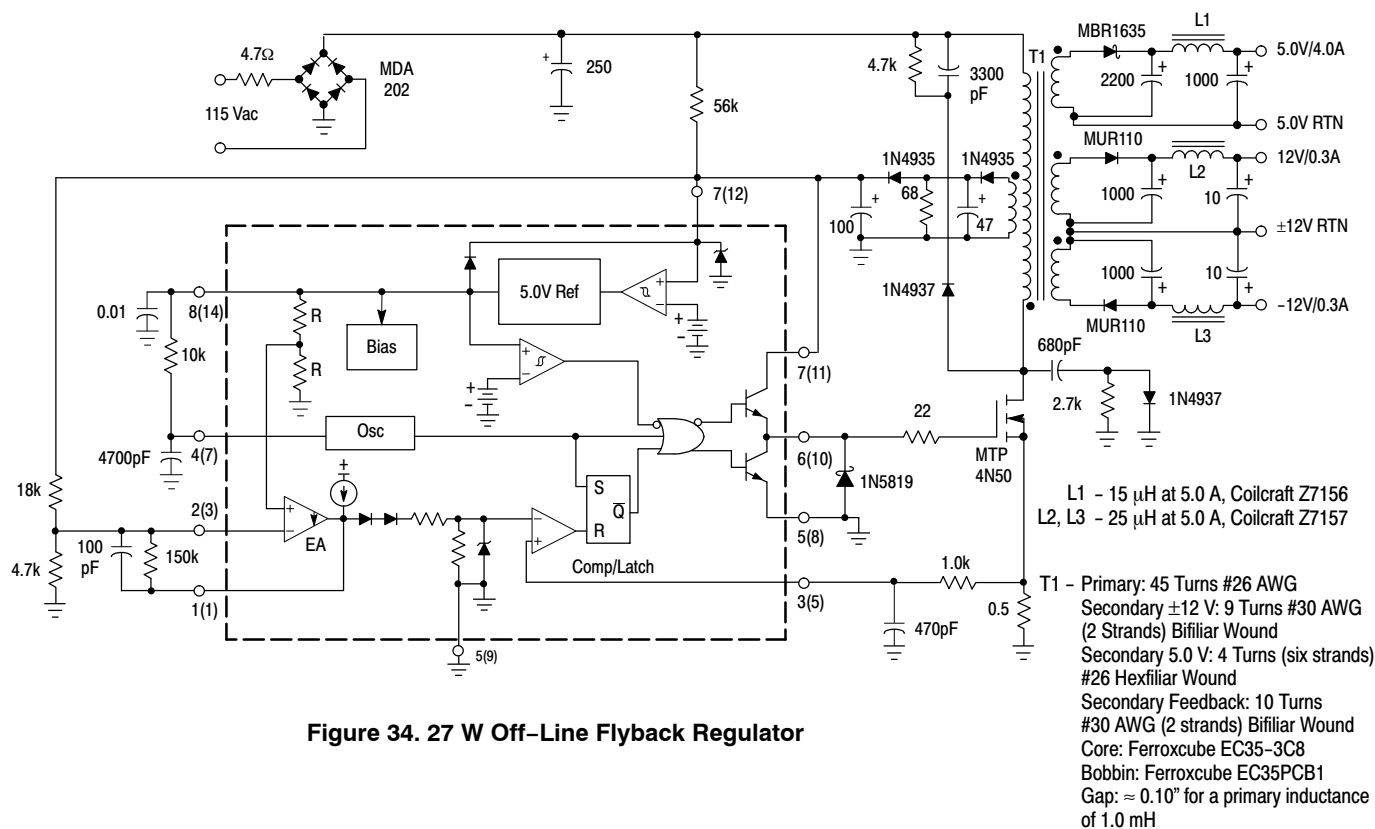 4.7Ω
MDA
202
115 Vac
+
250
56k
4.7k
3300
pF
T1
MBR1635
L1
5.0V/4.0A
+
2200
+
1000
5.0V RTN
MUR110
12V/0.3A
L2
+
1000
+
10
±12V RTN
1000
+
10
+
−12V/0.3A
MUR110
L3
1N4935
1N4935
68
+
100
+
47
7(12)
1N4937
680pF
2.7k
1N4937
0.01
8(14)
R
R
Bias
5.0V Ref
+
−
+
−
+
−
+
−
7(11)
10k
4(7)
4700pF
Osc
+
22
6(10)
MTP
4N50
1N5819
5(8)
18k
2(3)
+
−
EA
S
R
Q
−
+
Comp/Latch
4.7k
100
pF
150k
1(1)
1.0k
3(5)
470pF
0.5
5(9)
L1 – 15 μH at 5.0 A, Coilcraft Z7156
L2, L3 – 25 μH at 5.0 A, Coilcraft Z7157
T1 – Primary: 45 Turns #26 AWG
Secondary ±12 V: 9 Turns #30 AWG
(2 Strands) Bifiliar Wound
Secondary 5.0 V: 4 Turns (six strands)
#26 Hexfiliar Wound
Secondary Feedback: 10 Turns
#30 AWG (2 strands) Bifiliar Wound
Core: Ferroxcube EC35−3C8
Bobbin: Ferroxcube EC35PCB1
Gap: ≈ 0.10" for a primary inductance
of 1.0 mH
Figure 34. 27 W Off−Line Flyback Regulator